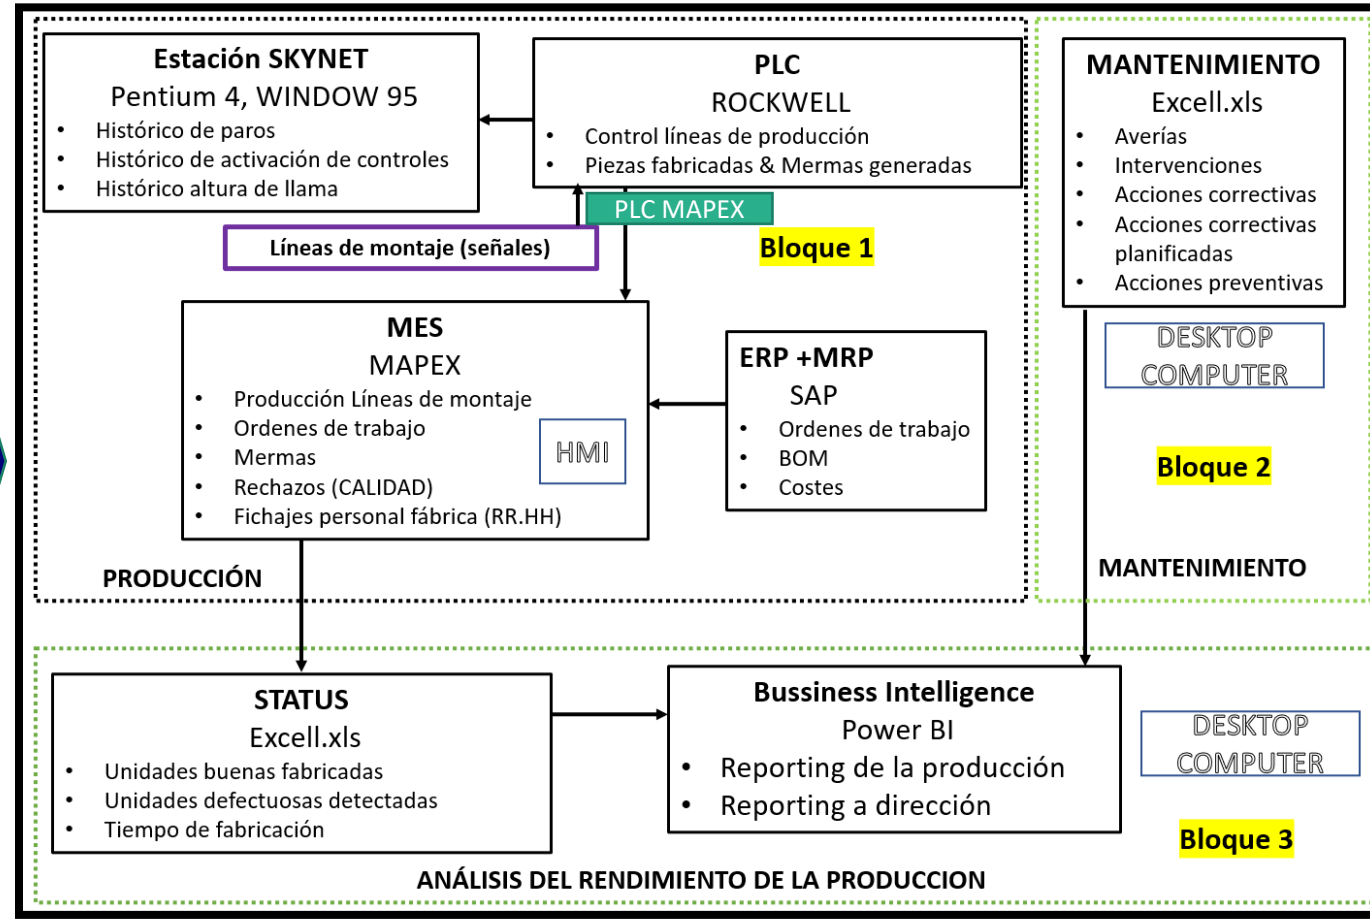 Estación SKYNET
Pentium 4, WINDOW 95
• Histórico de paros
• Histórico de activación de controles
• Histórico altura de llama
PLC
ROCKWELL
• Control líneas de producción
• Piezas fabricadas & Mermas generadas
PLC MAPEX
Líneas de montaje (señales)
Bloque 1
MES
MAPEX
• Producción Líneas de montaje
• Ordenes de trabajo
• Mermas
• Rechazos (CALIDAD)
• Fichajes personal fábrica (RR.HH)
HMI
ERP +MRP
SAP
• Ordenes de trabajo
• BOM
• Costes
PRODUCCIÓN
MANTENIMIENTO
Excell.xls
• Averías
• Intervenciones
• Acciones correctivas
• Acciones correctivas
planificadas
• Acciones preventivas
DESKTOP
COMPUTER
Bloque 2
MANTENIMIENTO
STATUS
Excell.xls
• Unidades buenas fabricadas
• Unidades defectuosas detectadas
• Tiempo de fabricación
Bussiness Intelligence
Power BI
• Reporting de la producción
• Reporting a dirección
DESKTOP
COMPUTER
Bloque 3
ANÁLISIS DEL RENDIMIENTO DE LA PRODUCCION